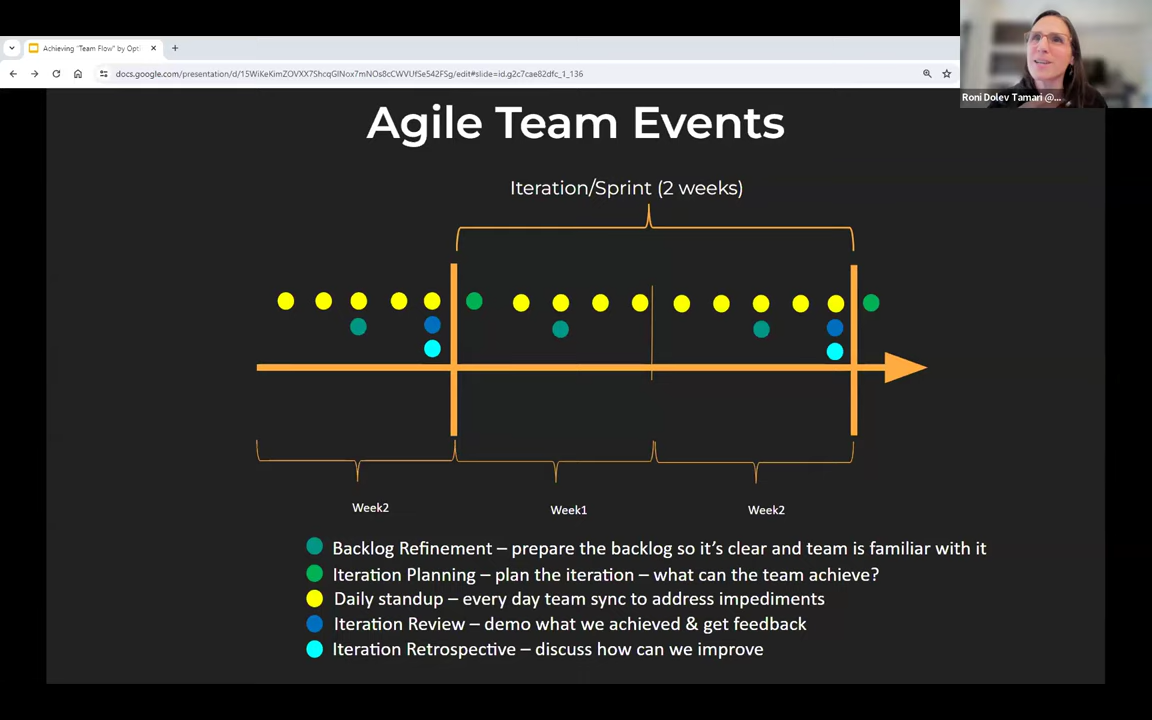 Achieving "Team Flow" by Opti
docs.google.com/presentation/d/15WiKeKimZOVXX7ShcqGlNox7mNOs8cCWVUfSe542FSg/edit#slide=id.g2c7cae82dfc_1_136
Roni Dolev Tamari @...
Agile Team Events
Iteration/Sprint (2 weeks)
Week2
Week1
Week2
Backlog Refinement – prepare the backlog so it's clear and team is familiar with it
Iteration Planning – plan the iteration – what can the team achieve?
Daily standup – every day team sync to address impediments
Iteration Review – demo what we achieved & get feedback
Iteration Retrospective – discuss how can we improve